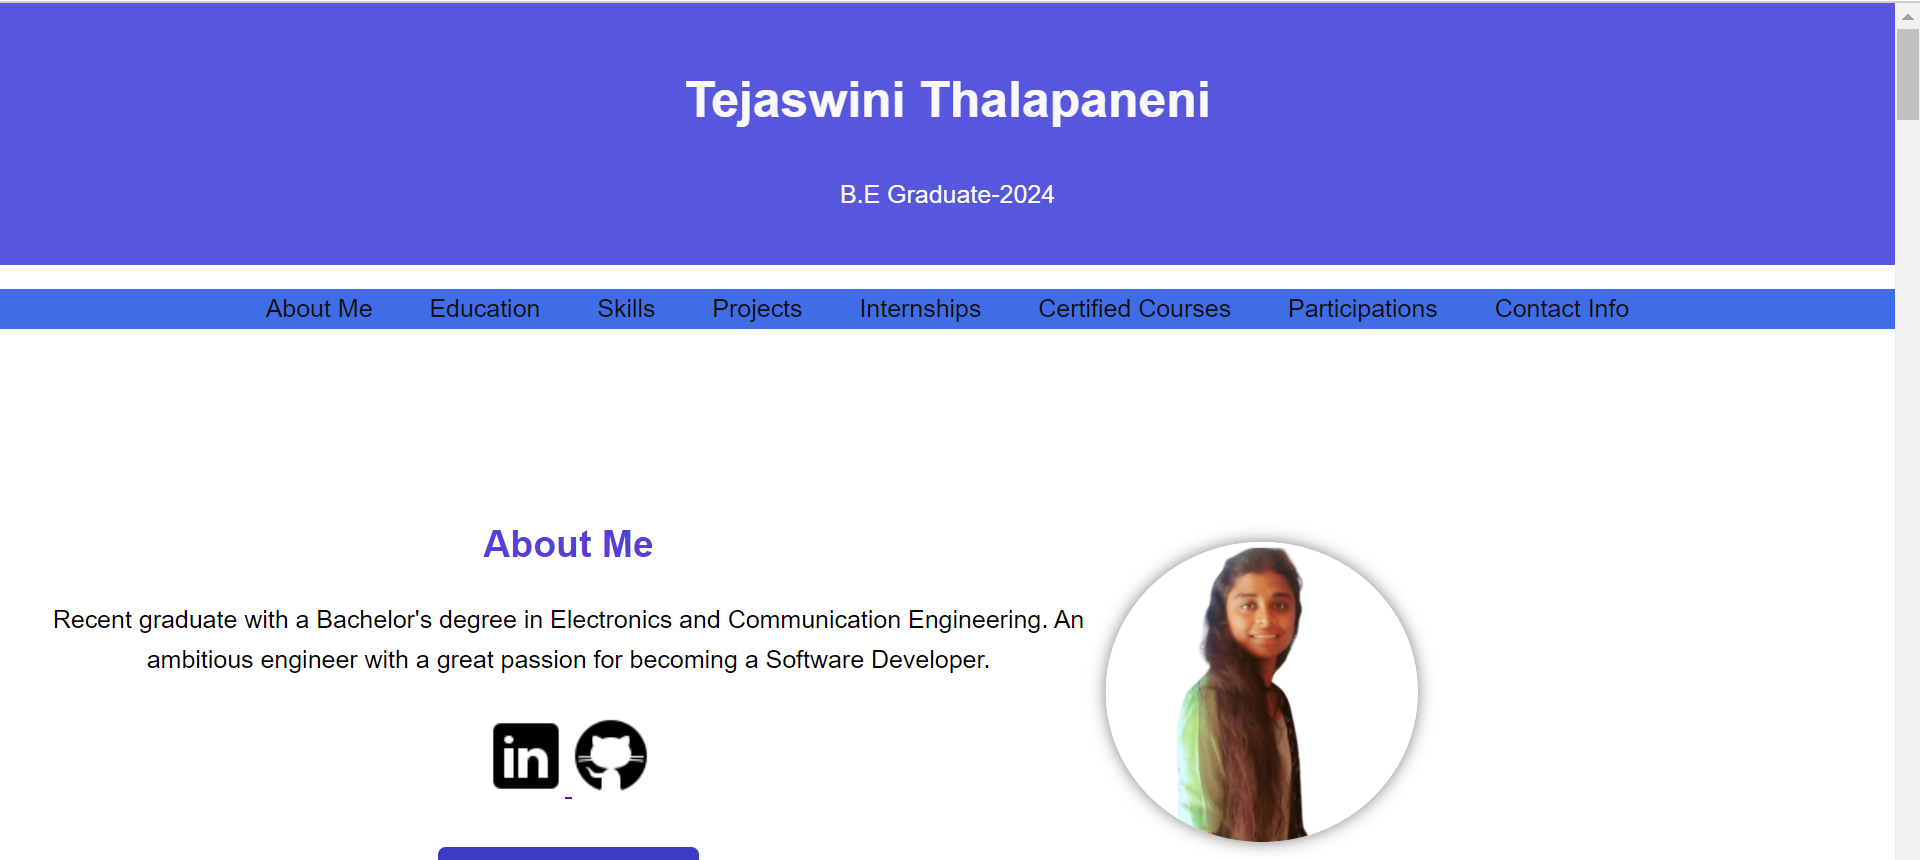 Tejaswini Thalapaneni
B.E Graduate-2024
About Me Education Skills Projects Internships Certified Courses Participations Contact Info
About Me
Recent graduate with a Bachelor's degree in Electronics and Communication Engineering. An
ambitious engineer with a great passion for becoming a Software Developer.
in